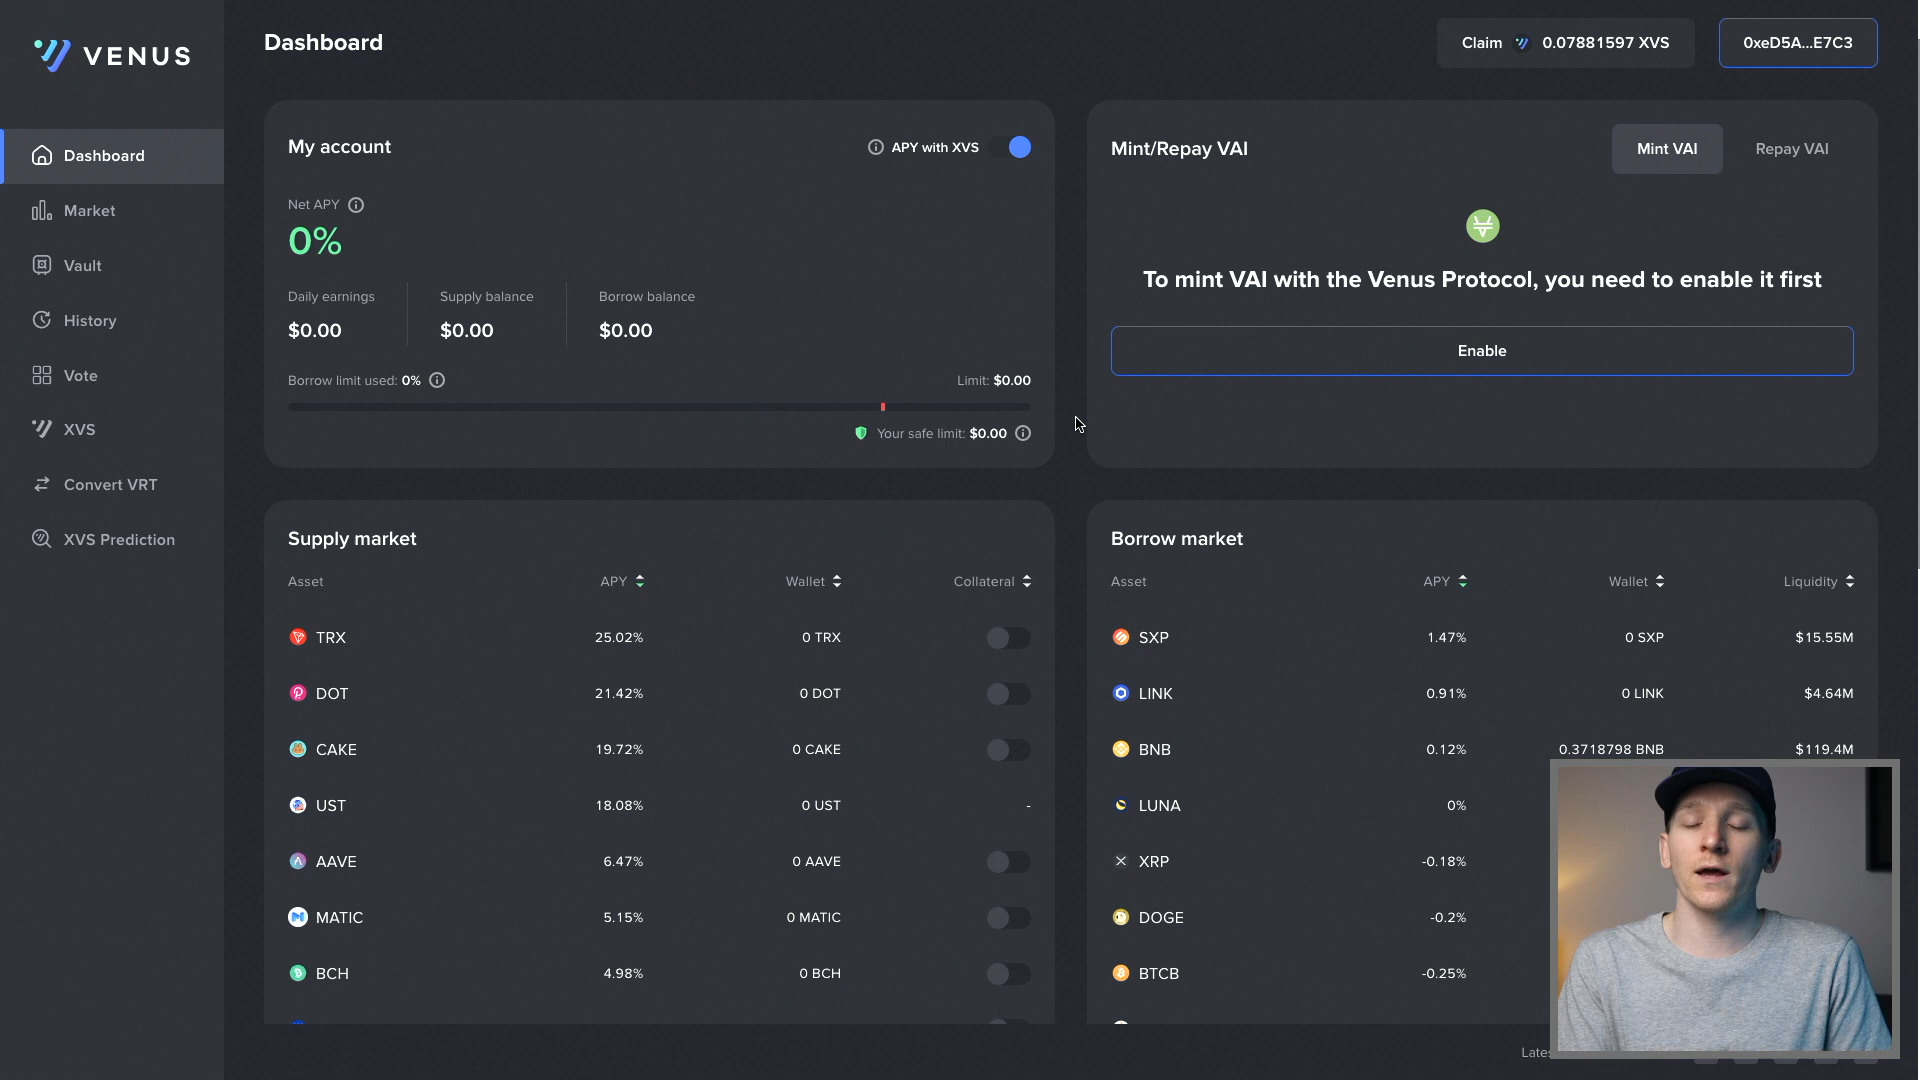 VENUS
Dashboard
Market
Vault
History
Vote
XVS
Convert VRT
XVS Prediction
Dashboard
Claim 0.07881597 XVS
0xeD5A...E7C3
My account
APY with XVS
Net APY
0%
Daily earnings
$0.00
Supply balance
$0.00
Borrow balance
$0.00
Borrow limit used: 0%
Limit: $0.00
Your safe limit: $0.00
Mint/Repay VAI
Mint VAI
Repay VAI
To mint VAI with the Venus Protocol, you need to enable it first
Enable
Supply market
Asset APY Wallet Collateral
TRX 25.02% 0 TRX
DOT 21.42% 0 DOT
CAKE 19.72% 0 CAKE
UST 18.08% 0 UST -
AAVE 6.47% 0 AAVE
MATIC 5.15% 0 MATIC
BCH 4.98% 0 BCH
Borrow market
Asset APY Wallet Liquidity
SXP 1.47% 0 SXP $15.55M
LINK 0.91% 0 LINK $4.64M
BNB 0.12% 0.3718798 BNB $119.4M
LUNA 0%
XRP -0.18%
DOGE -0.2%
BTCB -0.25%